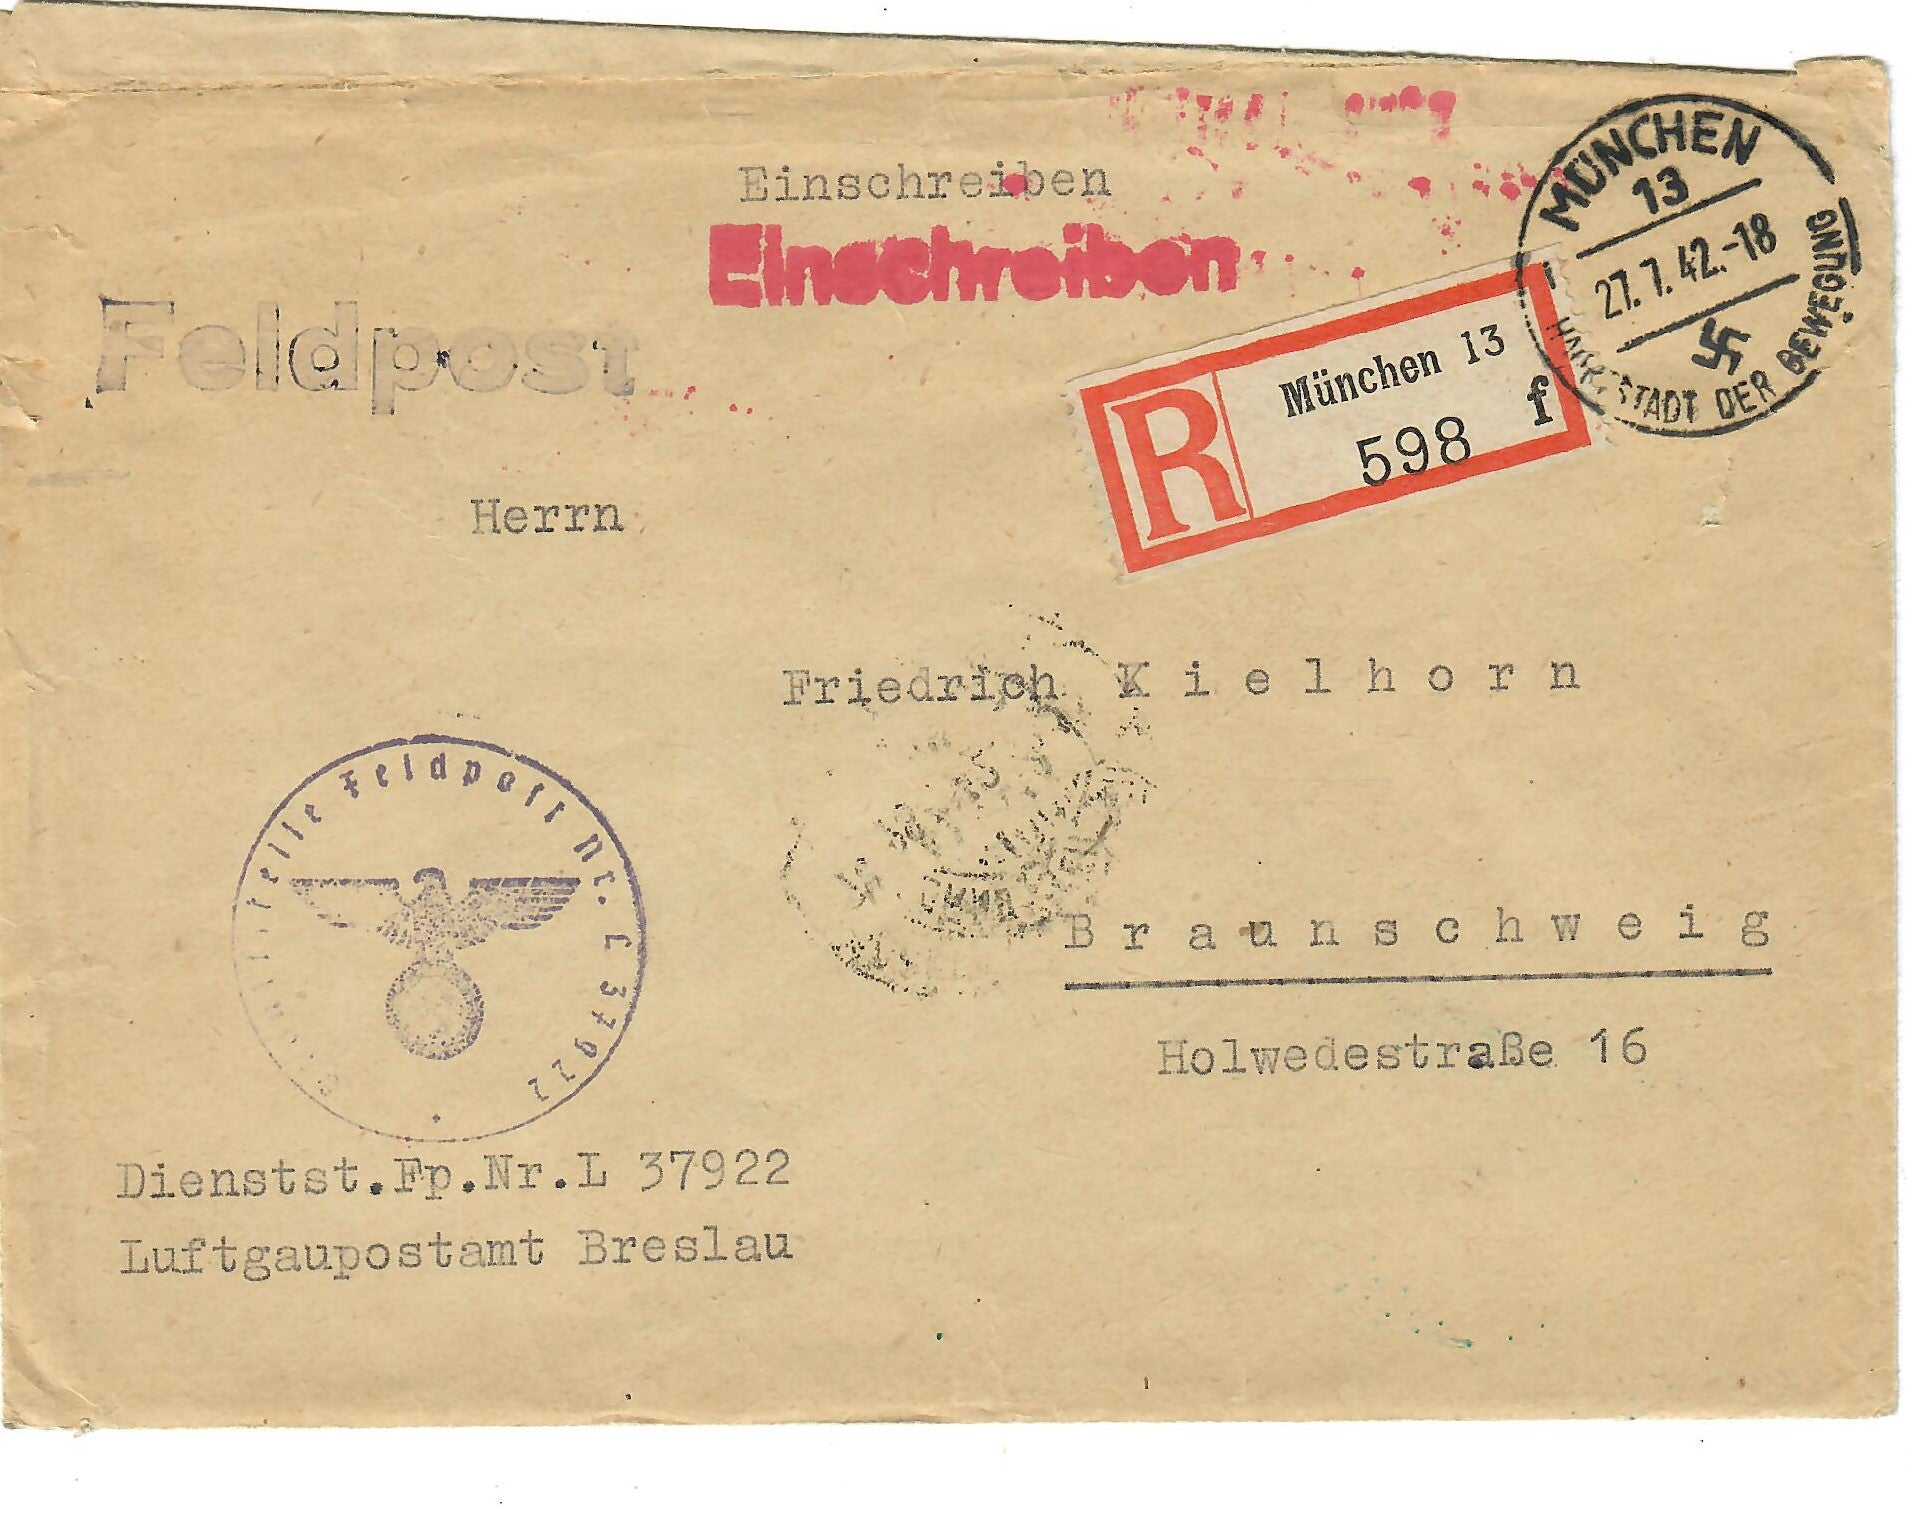 Einschreiben
Einschreiben
Feldpost
MÜNCHEN
13
27.7.42.-18
HAUPTSTADT DER BEWEGUNG
R
München 13
598 f
Herrn
Friedrich Kielhorn
Braunschweig
Holwedestraße 16
Feldpost Nr. L 37922
Dienstst.Fp.Nr.L 37922
Luftgaupostamt Breslau